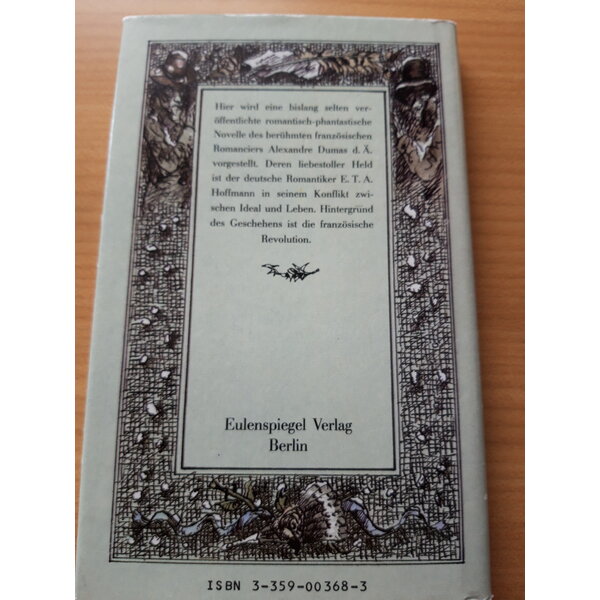 Hier wird eine bislang selten ver-
öffentlichte romantisch-phantastische
Novelle des berühmten französischen
Romanciers Alexandre Dumas d. Ä.
vorgestellt. Deren liebestoller Held
ist der deutsche Romantiker E. T. A.
Hoffmann in seinem Konflikt zwi-
schen Ideal und Leben. Hintergrund
des Geschehens ist die französische
Revolution.
Eulenspiegel Verlag
Berlin
ISBN 3-359-00368-3